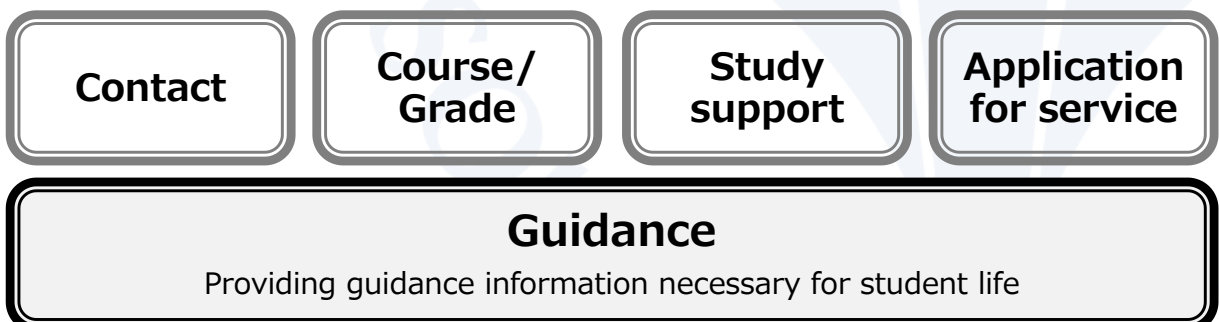 Contact
Course/
Grade
Study
support
Application
for service
Guidance
Providing guidance information necessary for student life